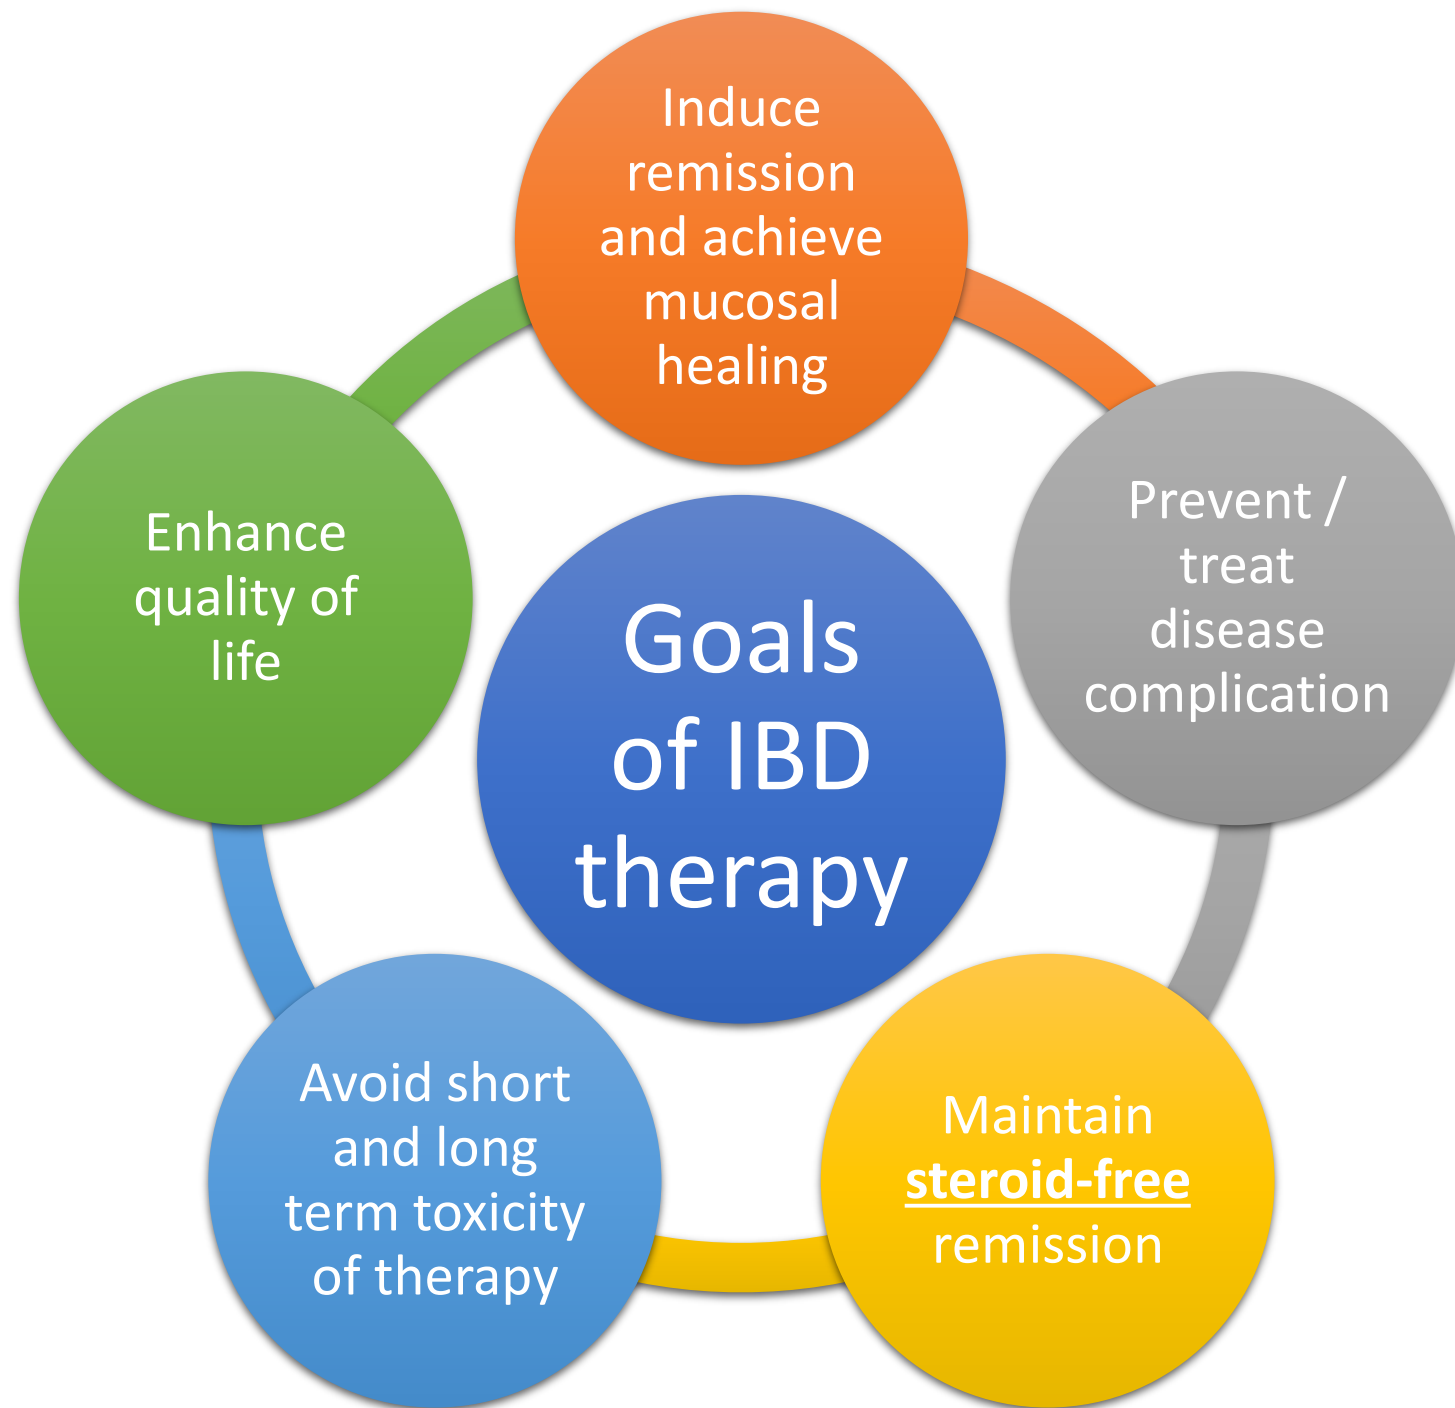 Induce
remission
and achieve
mucosal
healing
Prevent /
treat
disease
complication
Maintain
steroid-free
remission
Avoid short
and long
term toxicity
of therapy
Enhance
quality of
life
Goals
of IBD
therapy